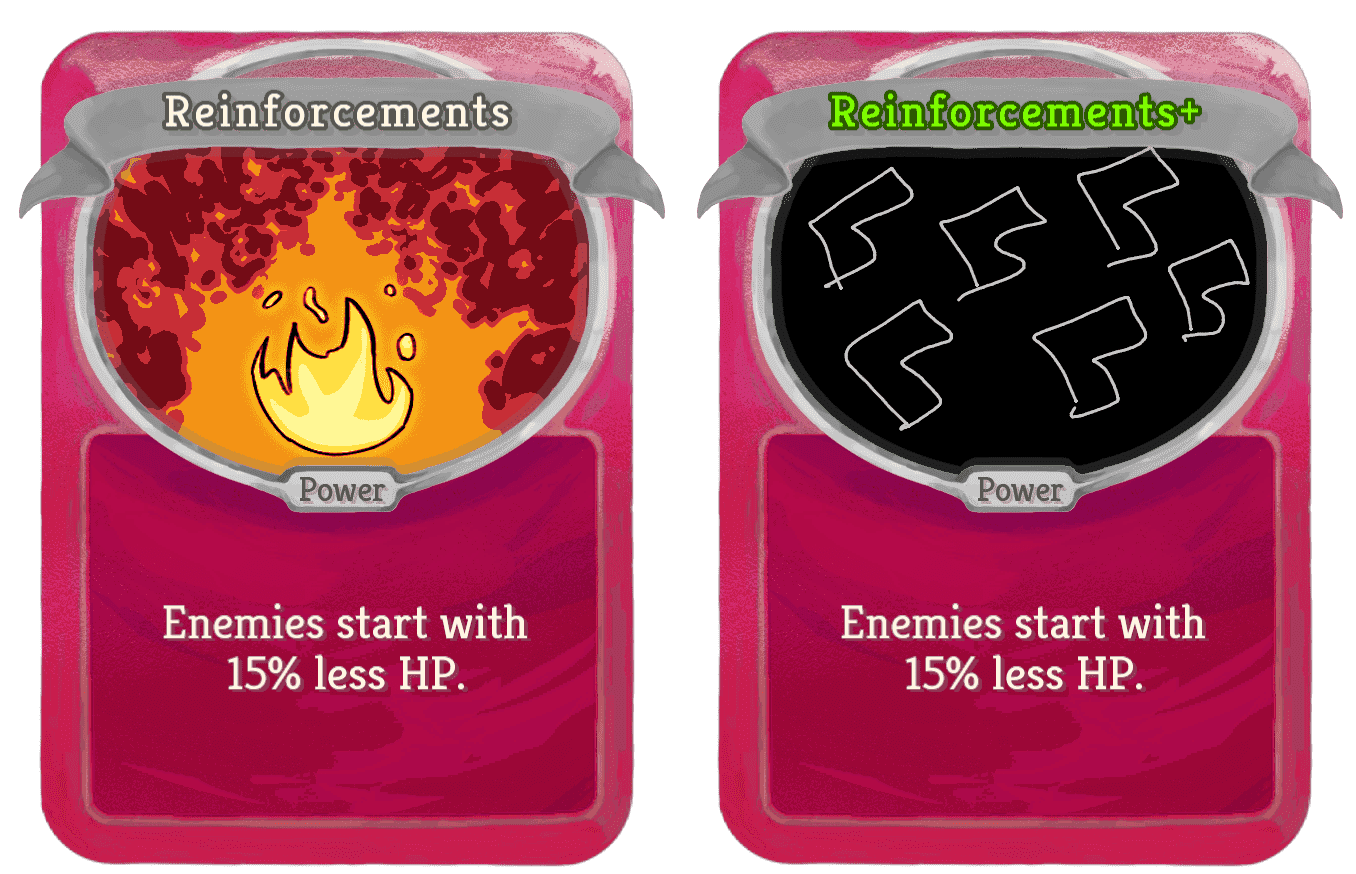 Reinforcements
Power
Enemies start with
15% less HP.
Reinforcements+
Power
Enemies start with
15% less HP.